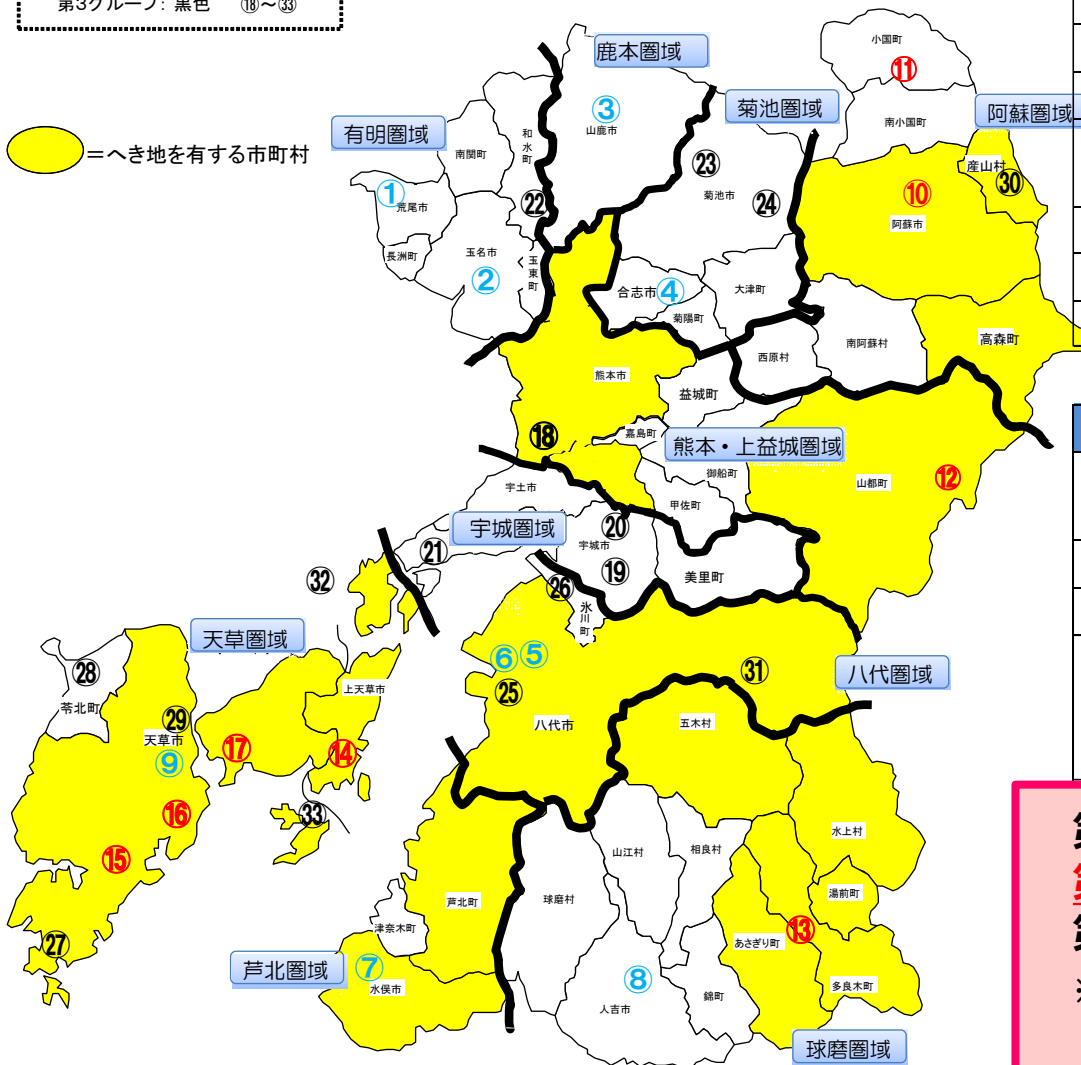 第3グループ: 黒色 ⑱～㉝
=へき地を有する市町村
鹿本圏域
小国町
⑪
有明圏域
菊池圏域
阿蘇圏域
③
山鹿市
南小国町
和水町
南関町
㉓
菊池市
㉔
産山村
㉚
①
荒尾市
㉒
⑩
阿蘇市
長洲町
玉名市
②
玉東町
合志市
④
大津町
菊陽町
西原村
南阿蘇村
高森町
熊本市
益城町
⑱
嘉島町
熊本・上益城圏域
御船町
山都町
⑫
甲佐町
宇土市
宇城圏域
⑳
宇城市
㉑
⑲
美里町
㉜
㉖
氷川町
天草圏域
㉘
苓北町
上天草市
⑥
⑤
㉛
八代圏域
㉕
八代市
五木村
㉙
天草市
⑨
⑰
⑭
⑯
㉝
⑮
㉗
水上村
山江村
相良村
湯前町
芦北町
球磨村
あさぎり町
⑬
津奈木町
多良木町
芦北圏域
⑦
水俣市
⑧
人吉市
錦町
球磨圏域
※